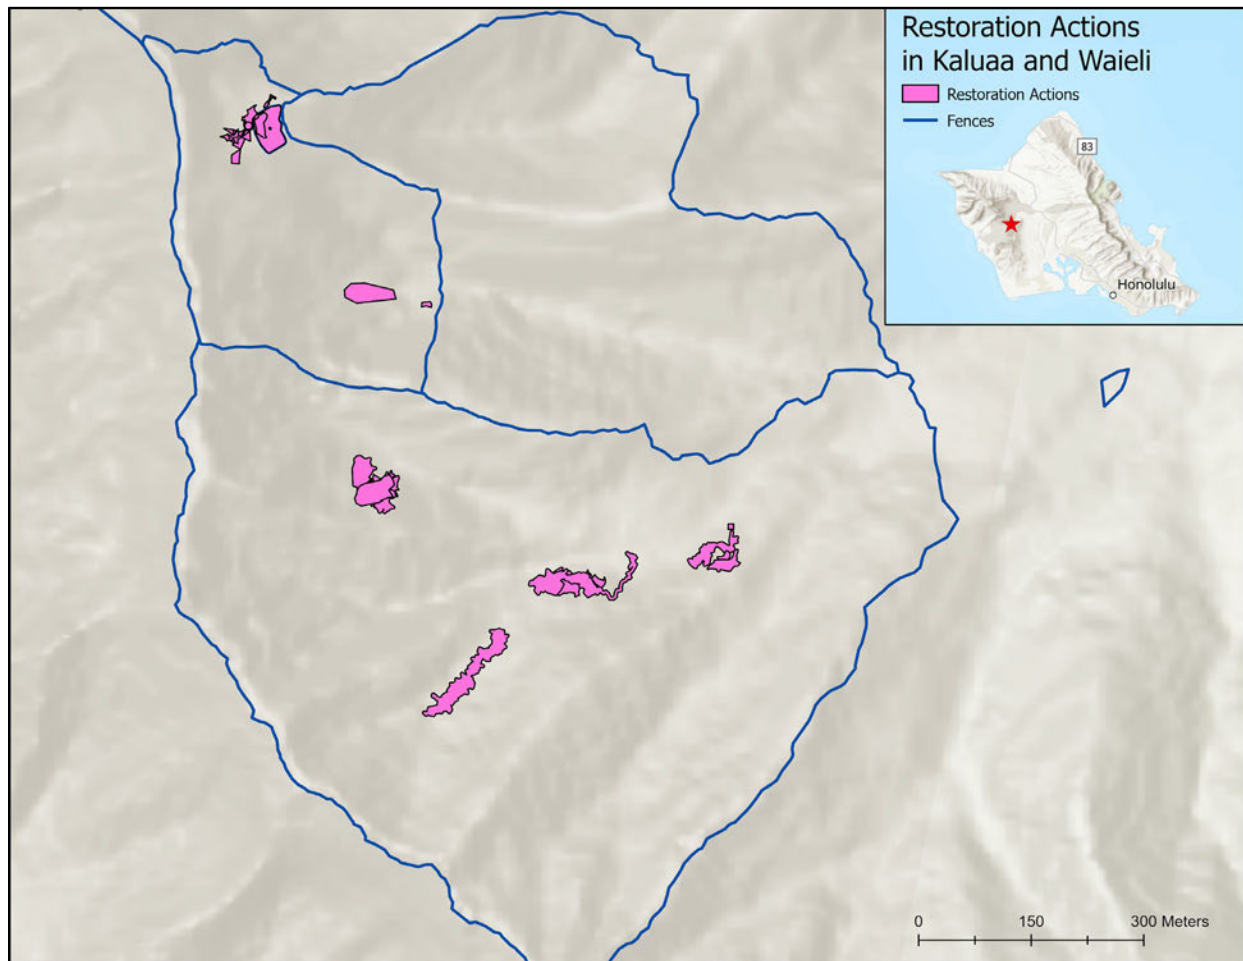 Restoration Actions
in Kaluaa and Waieli
Restoration Actions
Fences
83
Honolulu
0 150 300 Meters